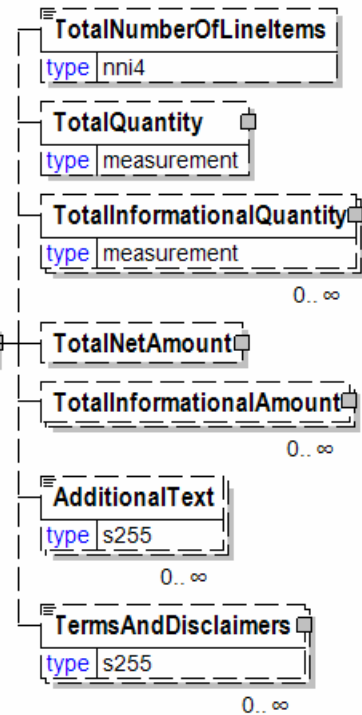 TotalNumberOfLineItems
type nni4
TotalQuantity
type measurement
TotalInformationalQuantity
type measurement
0.. ∞
TotalNetAmount
TotalInformationalAmount
0.. ∞
AdditionalText
type s255
0.. ∞
TermsAndDisclaimers
type s255
0.. ∞